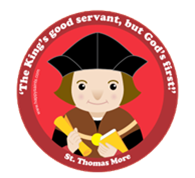 'The King's good servant, but God's first!'
St. Thomas More